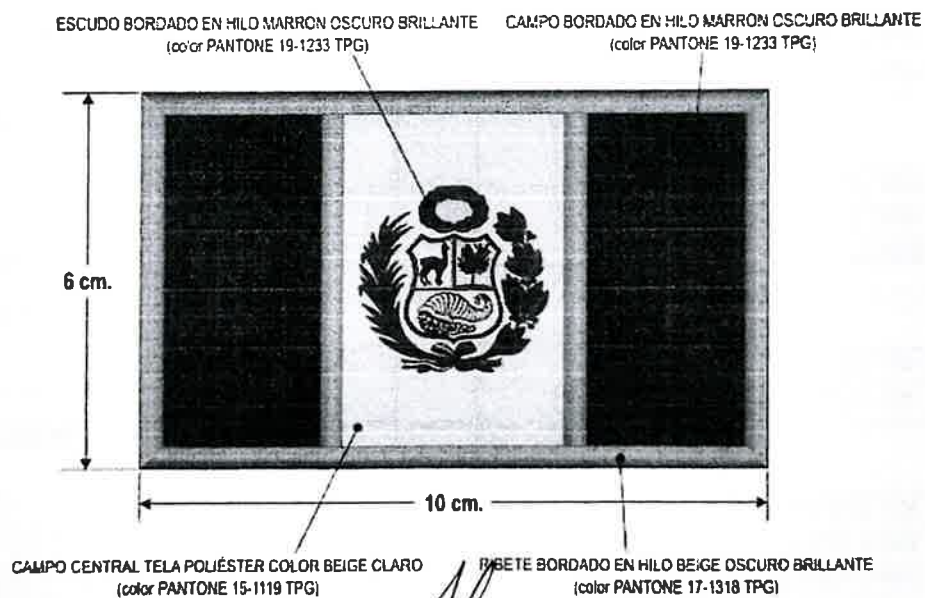 ESCUDO BORDADO EN HILO MARRON OSCURO BRILLANTE
(color PANTONE 19-1233 TPG)
CAMPO BORDADO EN HILO MARRON OSCURO BRILLANTE
(color PANTONE 19-1233 TPG)
6 cm.
10 cm.
CAMPO CENTRAL TELA POLIÉSTER COLOR BEIGE CLARO
(color PANTONE 15-1119 TPG)
RIBETE BORDADO EN HILO BEIGE OSCURO BRILLANTE
(color PANTONE 17-1318 TPG)